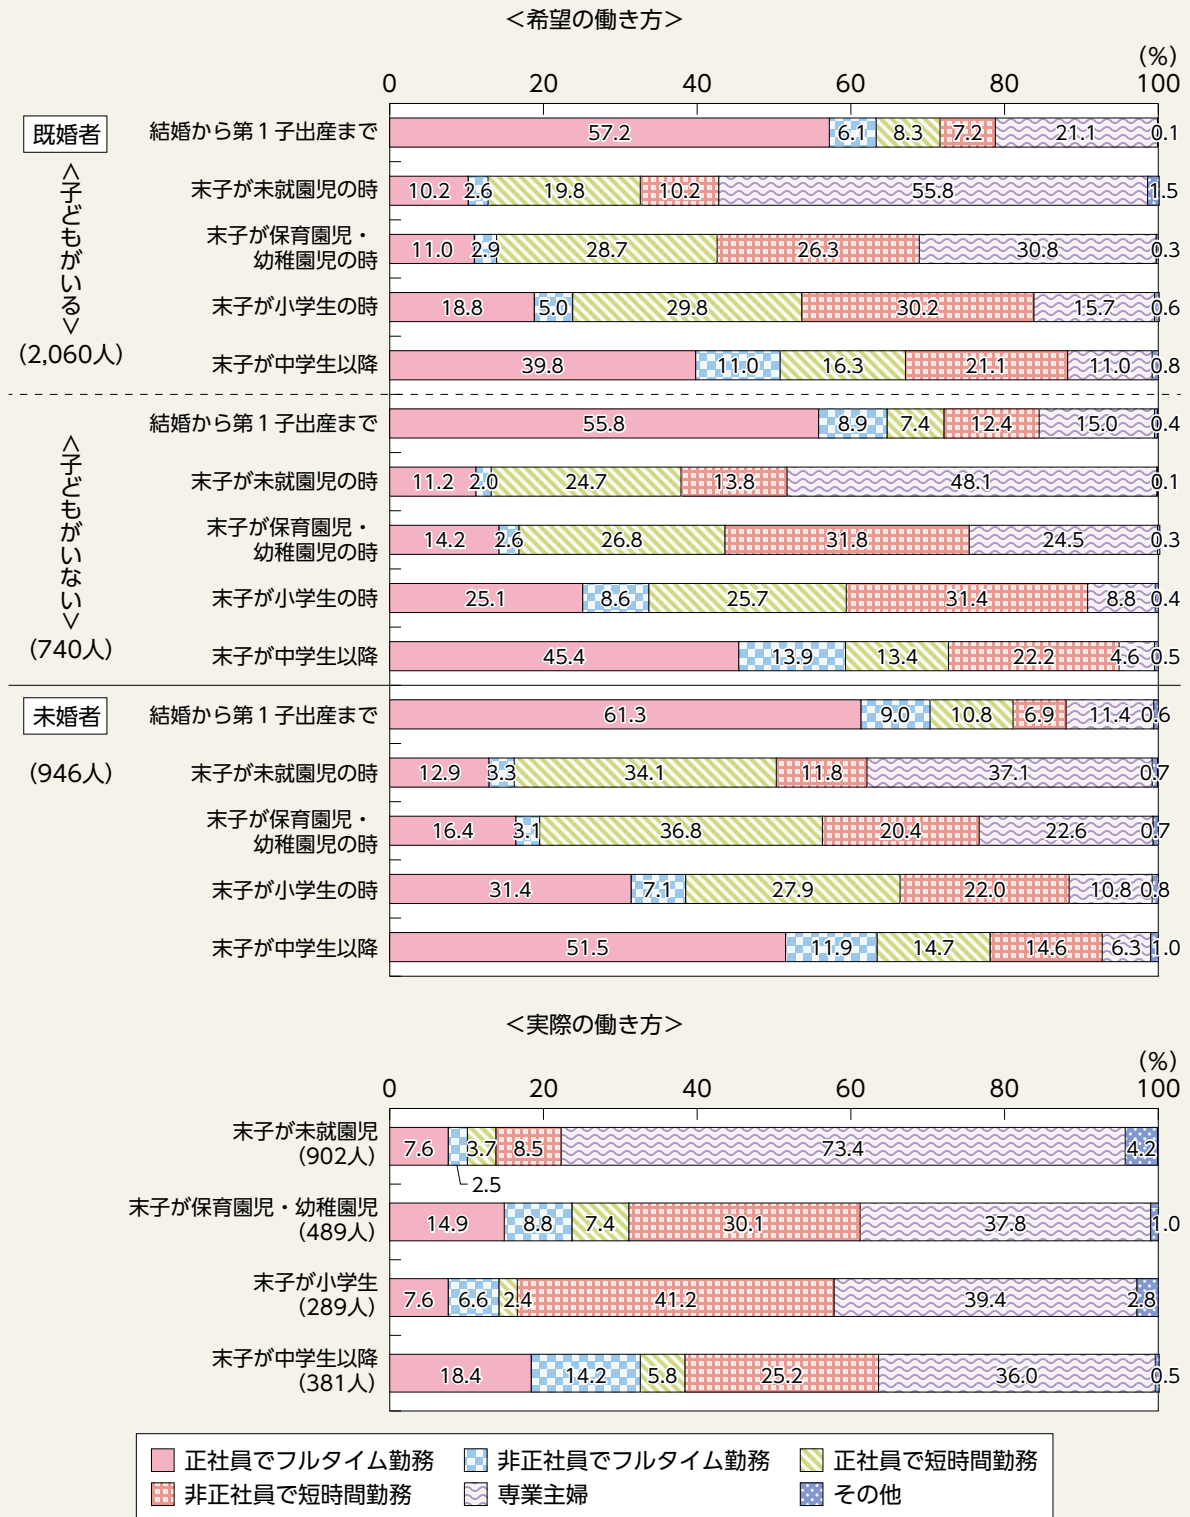 ＜希望の働き方＞
（%）
0 20 40 60 80 100
既婚者
＜子どもがいる＞
（2,060人）
結婚から第１子出産まで 57.2 6.1 8.3 7.2 21.1 0.1
末子が未就園児の時 10.2 2.6 19.8 10.2 55.8 1.5
末子が保育園児・
幼稚園児の時 11.0 2.9 28.7 26.3 30.8 0.3
末子が小学生の時 18.8 5.0 29.8 30.2 15.7 0.6
末子が中学生以降 39.8 11.0 16.3 21.1 11.0 0.8
＜子どもがいない＞
（740人）
結婚から第１子出産まで 55.8 8.9 7.4 12.4 15.0 0.4
末子が未就園児の時 11.2 2.0 24.7 13.8 48.1 0.1
末子が保育園児・
幼稚園児の時 14.2 2.6 26.8 31.8 24.5 0.3
末子が小学生の時 25.1 8.6 25.7 31.4 8.8 0.4
末子が中学生以降 45.4 13.9 13.4 22.2 4.6 0.5
未婚者
（946人）
結婚から第１子出産まで 61.3 9.0 10.8 6.9 11.4 0.6
末子が未就園児の時 12.9 3.3 34.1 11.8 37.1 0.7
末子が保育園児・
幼稚園児の時 16.4 3.1 36.8 20.4 22.6 0.7
末子が小学生の時 31.4 7.1 27.9 22.0 10.8 0.8
末子が中学生以降 51.5 11.9 14.7 14.6 6.3 1.0
＜実際の働き方＞
（%）
0 20 40 60 80 100
末子が未就園児
（902人） 7.6 2.5 3.7 8.5 73.4 4.2
末子が保育園児・幼稚園児
（489人） 14.9 8.8 7.4 30.1 37.8 1.0
末子が小学生
（289人） 7.6 6.6 2.4 41.2 39.4 2.8
末子が中学生以降
（381人） 18.4 14.2 5.8 25.2 36.0 0.5
正社員でフルタイム勤務 非正社員でフルタイム勤務 正社員で短時間勤務
非正社員で短時間勤務 専業主婦 その他